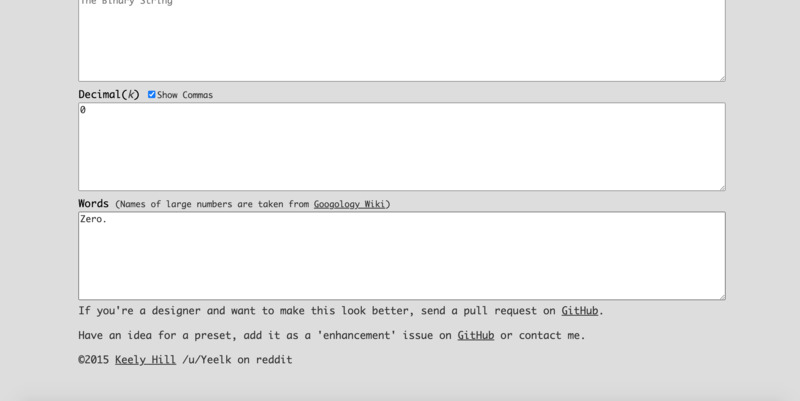 The Binary String
Decimal(k) Show Commas
0
Words (Names of large numbers are taken from Googology Wiki)
Zero.
If you're a designer and want to make this look better, send a pull request on GitHub.
Have an idea for a preset, add it as a 'enhancement' issue on GitHub or contact me.
©2015 Keely Hill /u/Yeelk on reddit